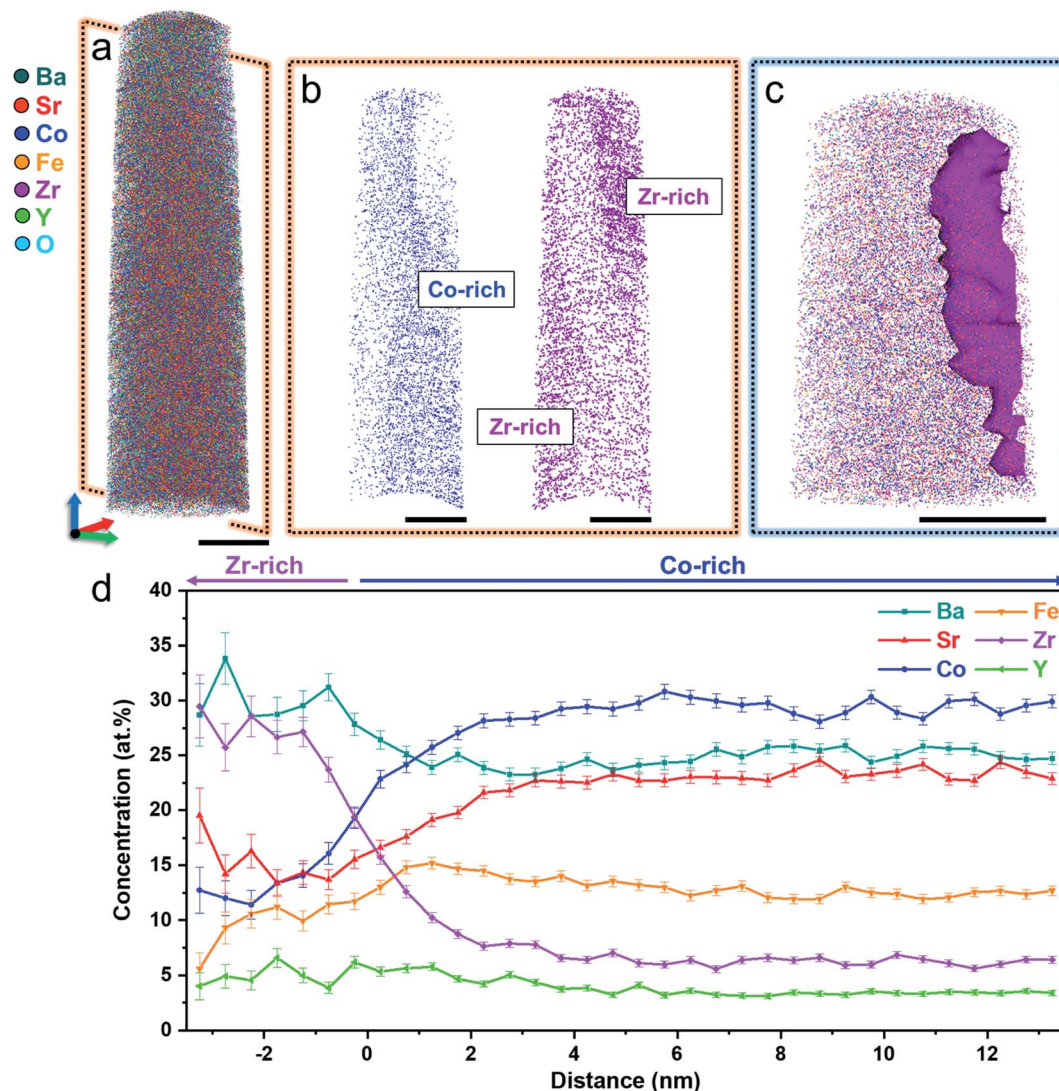 a
Ba
Sr
Co
Fe
Zr
Y
O
b
Zr-rich
Co-rich
Zr-rich
c
Zr-rich
Co-rich
d
40
35
30
25
20
15
10
5
0
Concentration (at.%)
Ba Fe
Sr Zr
Co Y
-2 0 2 4 6 8 10 12
Distance (nm)